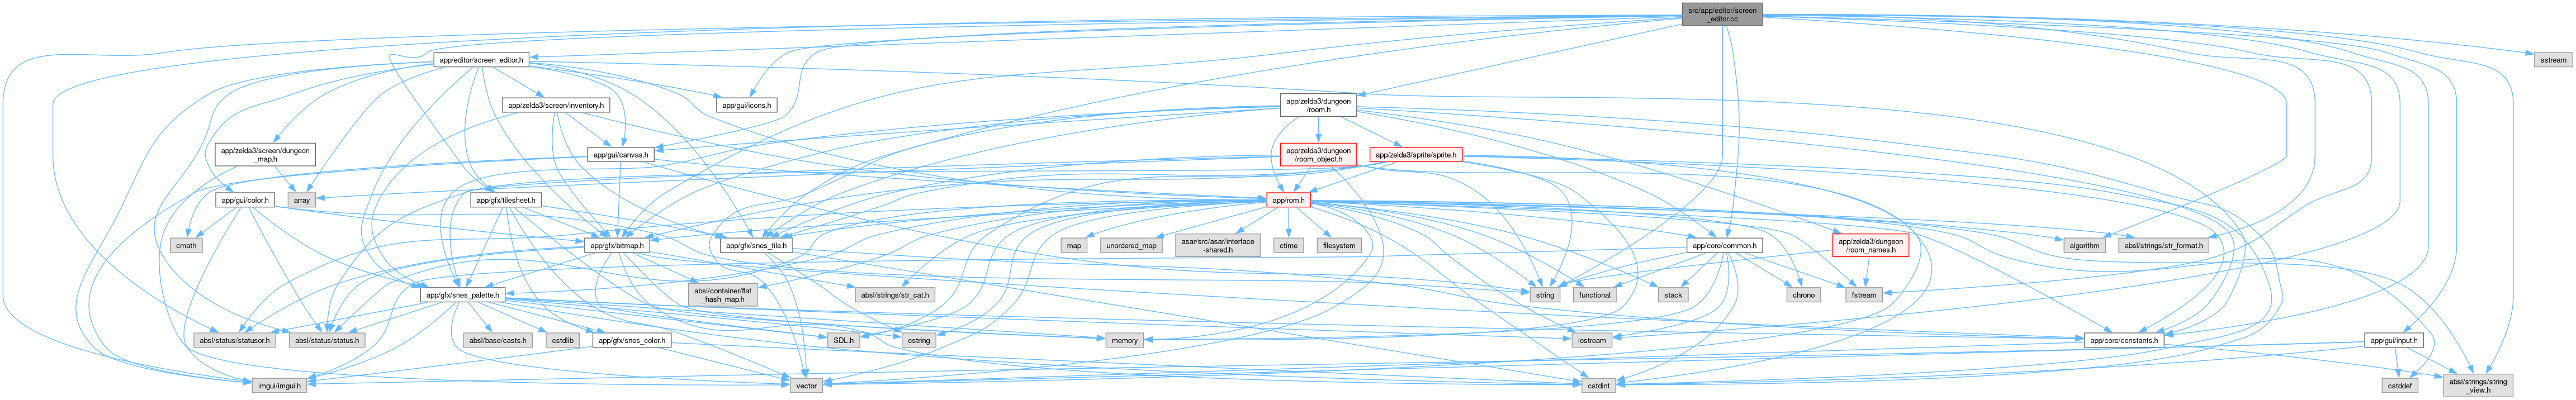 src/app/editor/screen
_editor.cc
app/editor/screen_editor.h
sstream
app/zelda3/screen/inventory.h
app/gui/icons.h
app/zelda3/dungeon
/room.h
app/zelda3/screen/dungeon
_map.h
app/gui/canvas.h
app/zelda3/dungeon
/room_object.h
app/zelda3/sprite/sprite.h
app/gui/color.h
array
app/gfx/tilesheet.h
app/rom.h
cmath
app/gfx/bitmap.h
app/gfx/snes_tile.h
map
unordered_map
asar/src/asar/interface
-shared.h
ctime
filesystem
app/core/common.h
app/zelda3/dungeon
/room_names.h
algorithm
absl/strings/str_format.h
app/gfx/snes_palette.h
absl/container/flat
_hash_map.h
absl/strings/str_cat.h
string
functional
stack
chrono
fstream
absl/status/statusor.h
absl/status/status.h
absl/base/casts.h
cstdlib
app/gfx/snes_color.h
SDL.h
cstring
memory
iostream
app/core/constants.h
app/gui/input.h
imgui/imgui.h
vector
cstdint
cstddef
absl/strings/string
_view.h